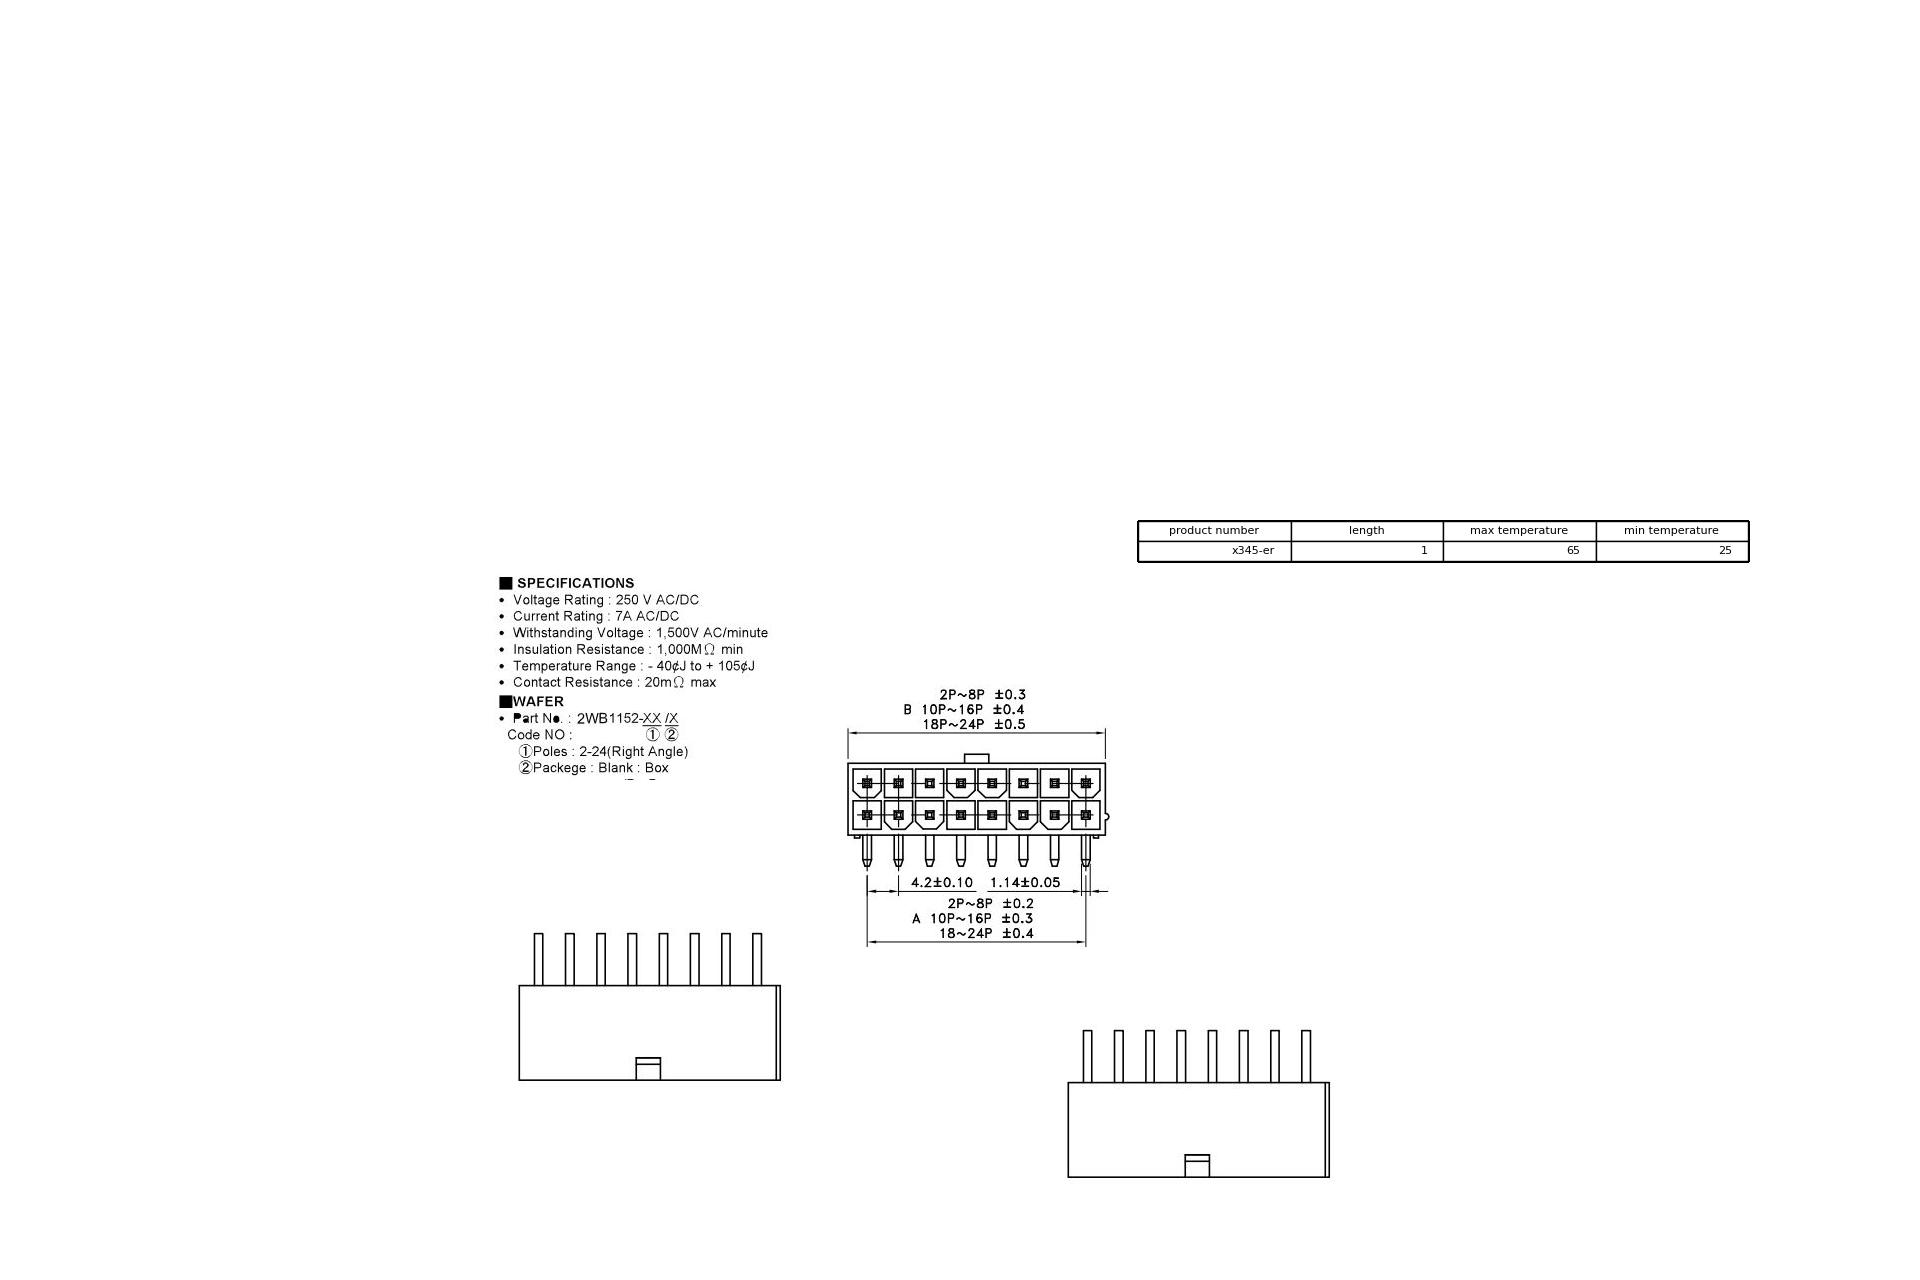 product number length max temperature min temperature
x345-er 1 65 25
■ SPECIFICATIONS
• Voltage Rating : 250 V AC/DC
• Current Rating : 7A AC/DC
• Withstanding Voltage : 1,500V AC/minute
• Insulation Resistance : 1,000MΩ min
• Temperature Range : - 40¢J to + 105¢J
• Contact Resistance : 20mΩ max
■WAFER
• Part No. : 2WB1152-XX /X
Code NO : ① ②
①Poles : 2-24(Right Angle)
②Packege : Blank : Box
2P~8P ±0.3
B 10P~16P ±0.4
18P~24P ±0.5
4.2±0.10 1.14±0.05
2P~8P ±0.2
A 10P~16P ±0.3
18~24P ±0.4